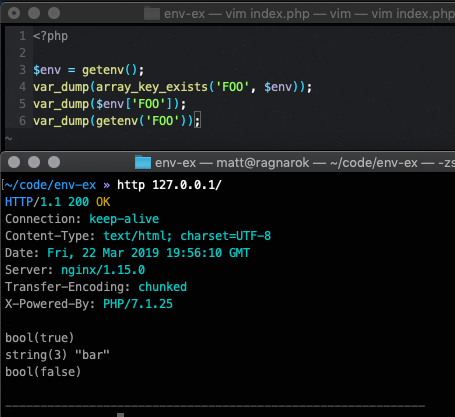 env-ex — vim index.php — vim — vim index.php
1 <?php
2
3 $env = getenv();
4 var_dump(array_key_exists('FOO', $env));
5 var_dump($env['FOO']);
6 var_dump(getenv('FOO'));
~
env-ex — matt@ragnarok — ~/code/env-ex — -zs
[~/code/env-ex » http 127.0.0.1/
HTTP/1.1 200 OK
Connection: keep-alive
Content-Type: text/html; charset=UTF-8
Date: Fri, 22 Mar 2019 19:56:10 GMT
Server: nginx/1.15.0
Transfer-Encoding: chunked
X-Powered-By: PHP/7.1.25
bool(true)
string(3) "bar"
bool(false)